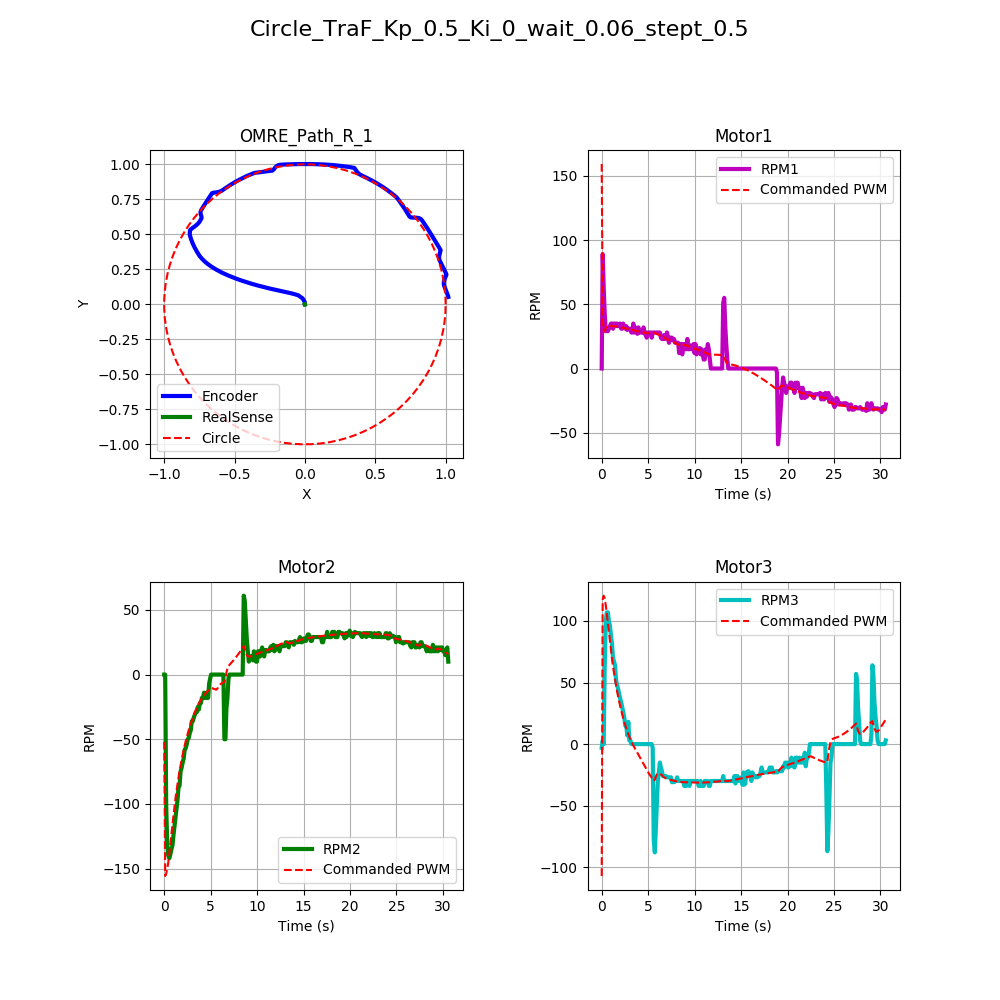 Circle_TraF_Kp_0.5_Ki_0_wait_0.06_stept_0.5
OMRE_Path_R_1
1.00
0.75
0.50
0.25
0.00
−0.25
−0.50
−0.75
−1.00
Y
−1.0 −0.5 0.0 0.5 1.0
X
Encoder
RealSense
Circle
Motor1
150
100
50
0
−50
RPM
0 5 10 15 20 25 30
Time (s)
RPM1
Commanded PWM
Motor2
50
0
−50
−100
−150
RPM
0 5 10 15 20 25 30
Time (s)
RPM2
Commanded PWM
Motor3
100
50
0
−50
−100
RPM
0 5 10 15 20 25 30
Time (s)
RPM3
Commanded PWM